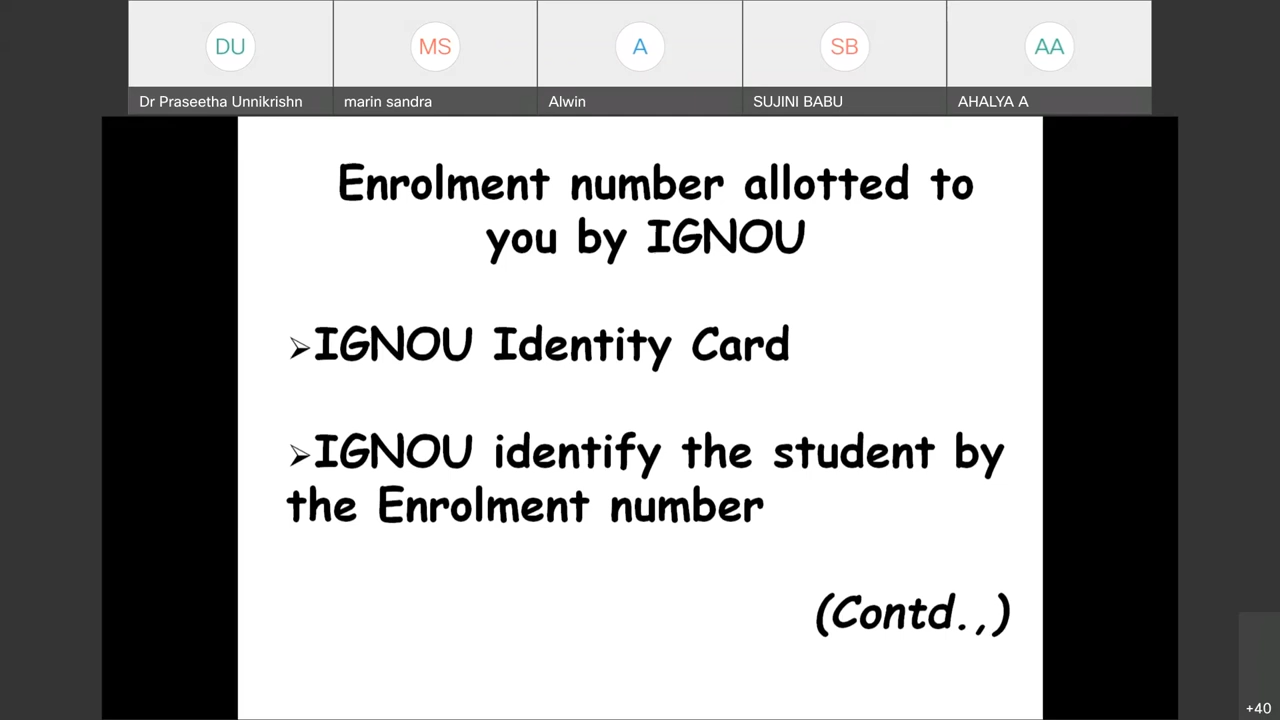 DU
MS
A
SB
AA
Dr Praseetha Unnikrishn
marin sandra
Alwin
SUJINI BABU
AHALYA A
Enrolment number allotted to
you by IGNOU
➢IGNOU Identity Card
➢IGNOU identify the student by
the Enrolment number
(Contd.,)
+40